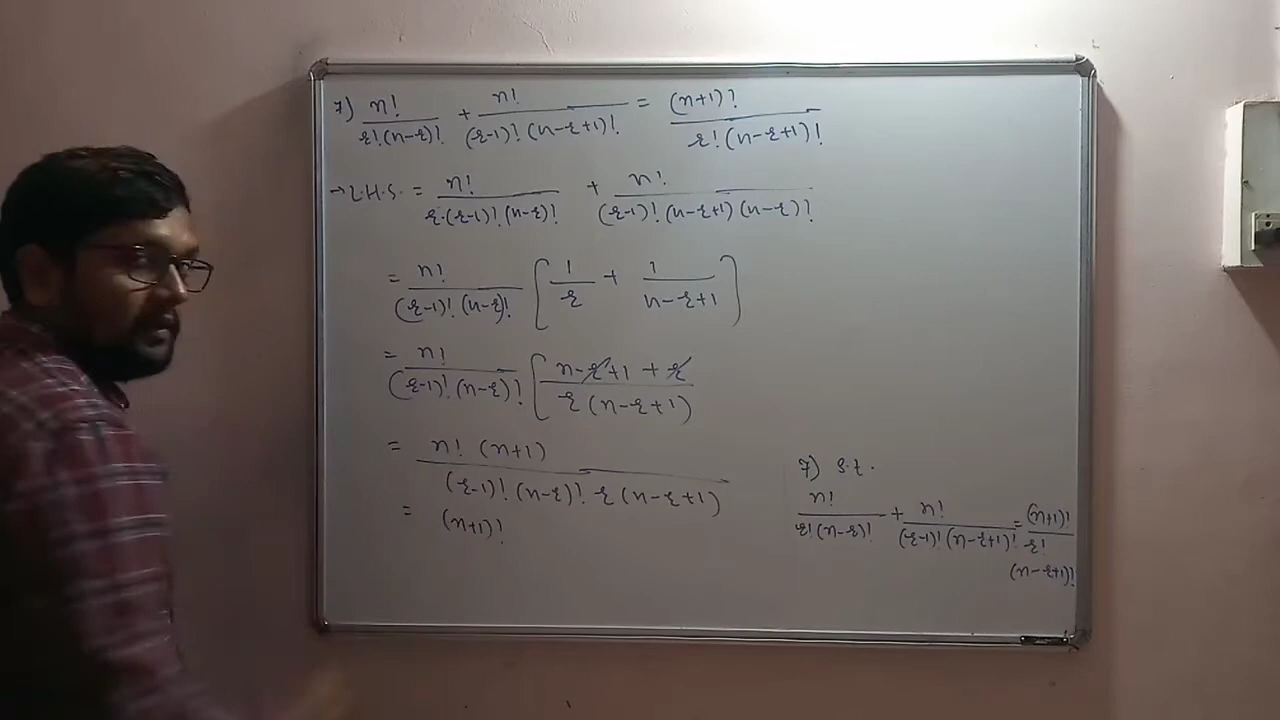 7) n!/r!(n-r)! + n!/(r-1)!(n-r+1)! = (n+1)!/r!(n-r+1)!
→ L.H.S. = n!/r·(r-1)!(n-r)! + n!/(r-1)!(n-r+1)(n-r)!
= n!/(r-1)!(n-r)! [1/r + 1/n-r+1]
= n!/(r-1)!(n-r)! [n-r+1+r/r(n-r+1)
= n! (n+1)/(r-1)!(n-r)! r(n-r+1)
= (n+1)!
7) S.t.
n!/r!(n-r)! + n!/(r-1)!(n-r+1)! = (n+1)!/r!(n-r+1)!